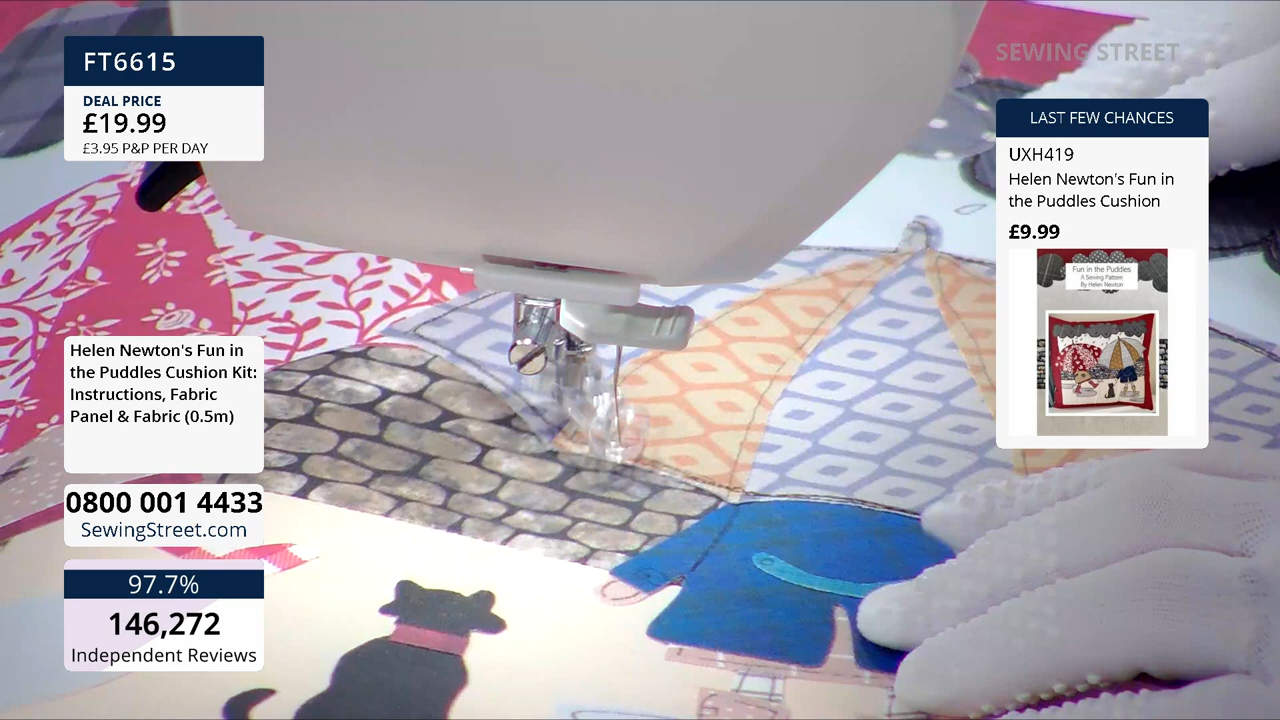 FT6615
DEAL PRICE
£19.99
£3.95 P&P PER DAY
Helen Newton's Fun in
the Puddles Cushion Kit:
Instructions, Fabric
Panel & Fabric (0.5m)
0800 001 4433
SewingStreet.com
97.7%
146,272
Independent Reviews
SEWING STREET
LAST FEW CHANCES
UXH419
Helen Newton's Fun in
the Puddles Cushion
£9.99
Fun in the Puddles
A Sewing Pattern
By Helen Newton